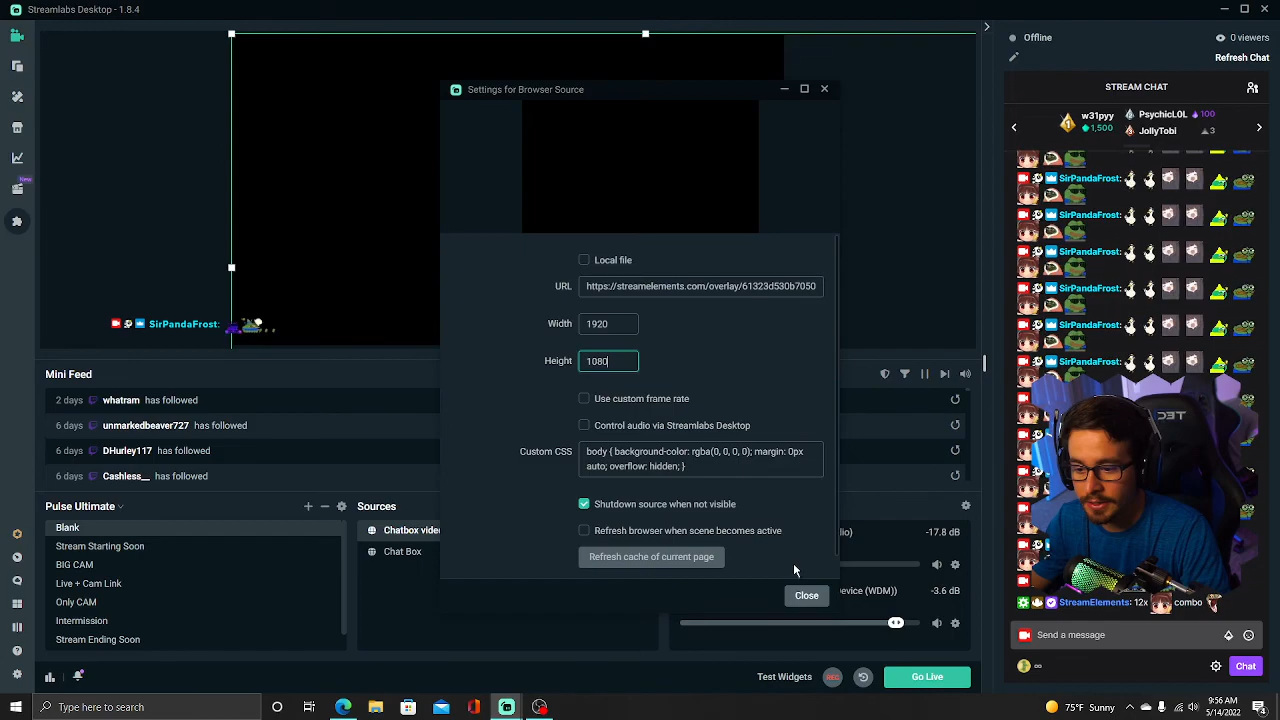 Streamlabs Desktop - 1.8.4
New
SirPandaFrost:
Settings for Browser Source
Local file
URL https://streamelements.com/overlay/61323d530b7050
Width 1920
Height 1080
Use custom frame rate
Control audio via Streamlabs Desktop
Custom CSS body { background-color: rgba(0, 0, 0, 0); margin: 0px
auto; overflow: hidden; }
Shutdown source when not visible
Refresh browser when scene becomes active
Refresh cache of current page
Close
Mini Feed
2 days whatram has followed
6 days unmarkedbeaver727 has followed
6 days DHurley117 has followed
6 days Cashless__ has followed
Pulse Ultimate
Blank
Stream Starting Soon
BIG CAM
Live + Cam Link
Only CAM
Intermission
Stream Ending Soon
Sources
Chatbox video
Chat Box
-17.8 dB
Device (WDM)) -3.6 dB
Test Widgets
REC
Go Live
Offline
0 viewers
Refresh Chat
STREAM CHAT
1 w31pyy
1,500
PsychicL0L 100
JollyTobi 3
SirPandaFrost:
SirPandaFrost:
SirPandaFrost:
SirPandaFrost:
SirPandaFrost:
SirPandaFrost:
StreamElements: 12x combo
Send a message
∞
Chat
Type here to search
75°F Sunny
9:56 AM
5/14/2022